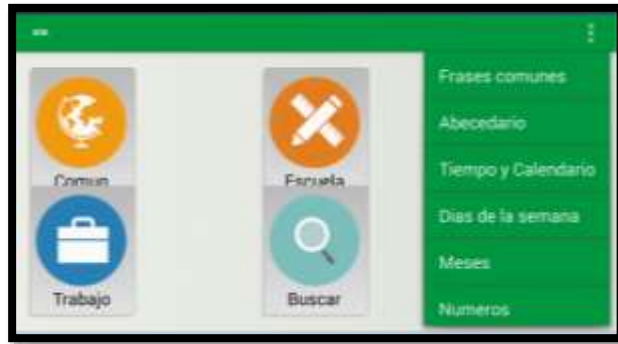 Comun
Escuela
Trabajo
Buscar
Frases comunes
Abecedario
Tiempo y Calendario
Dias de la semana
Meses
Numeros